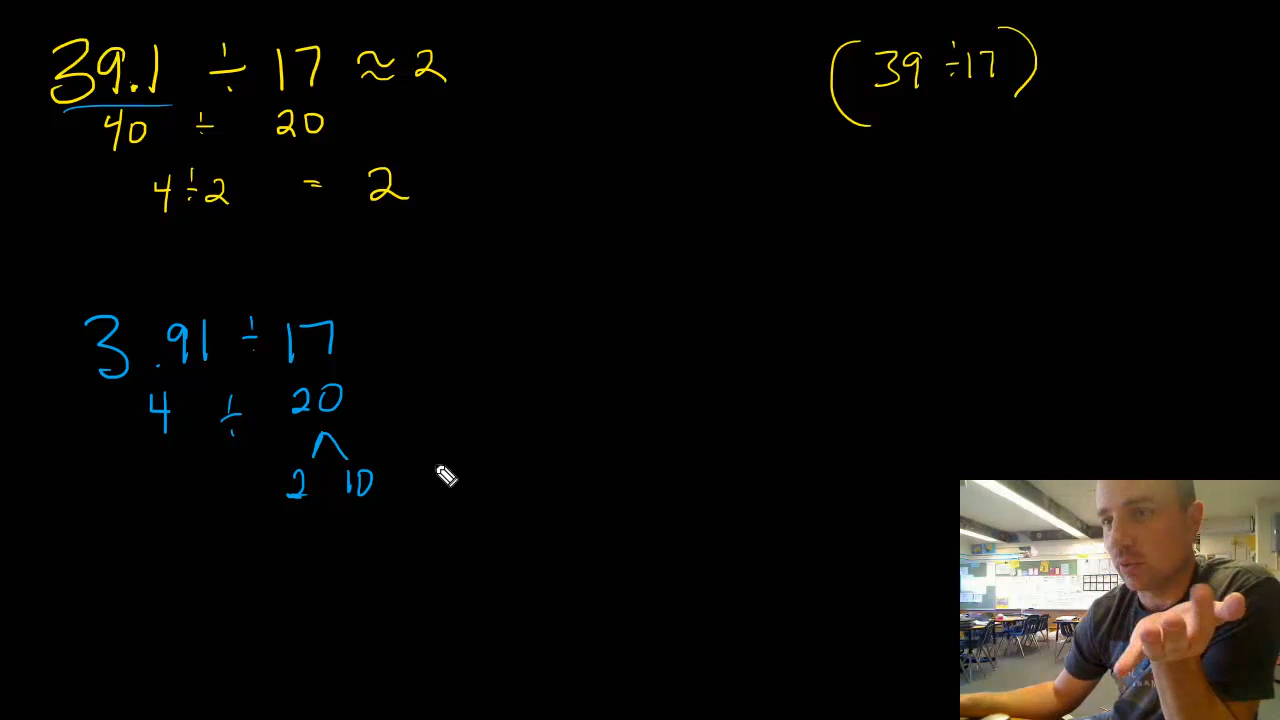 39.1 ÷ 17 ≈ 2
(39 ÷ 17)
40 ÷ 20
4 ÷ 2 = 2
3.91 ÷ 17
4 ÷ 20
2 10